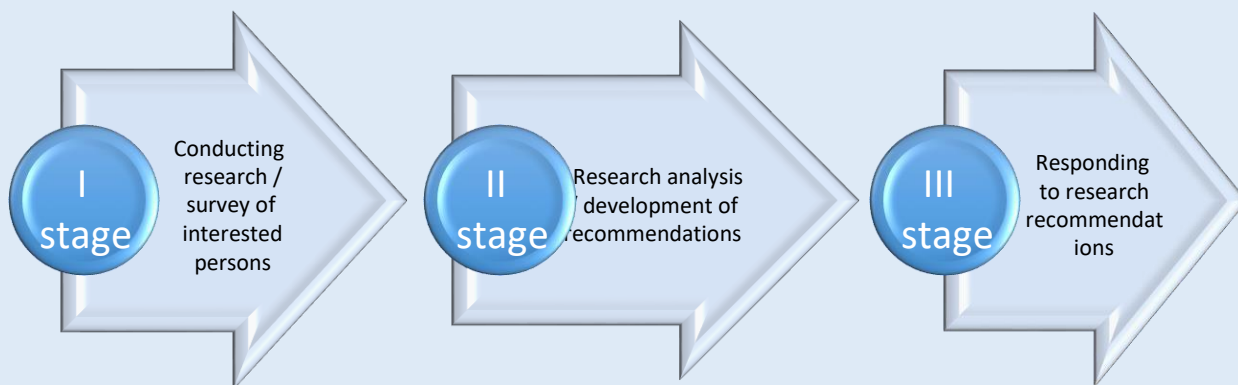 I
stage
Conducting
research /
survey of
interested
persons
II
stage
Research analysis
/ development of
recommendations
III
stage
Responding
to research
recommendat
ions